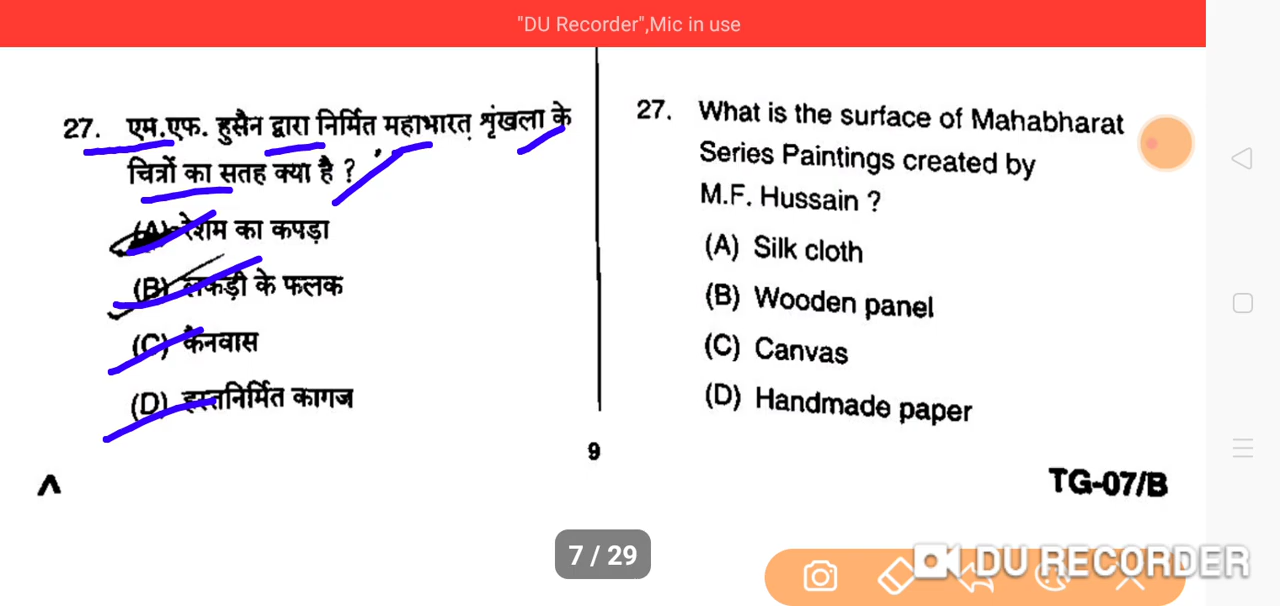 "DU Recorder",Mic in use
27. एम.एफ. हुसैन द्वारा निर्मित महाभारत शृंखला के
चित्रों का सतह क्या है ?
(A) रेशम का कपड़ा
(B) लकड़ी के फलक
(C) कैनवास
(D) हस्तनिर्मित कागज
27. What is the surface of Mahabharat
Series Paintings created by
M.F. Hussain ?
(A) Silk cloth
(B) Wooden panel
(C) Canvas
(D) Handmade paper
9
TG-07/B
7 / 29
DU RECORDER